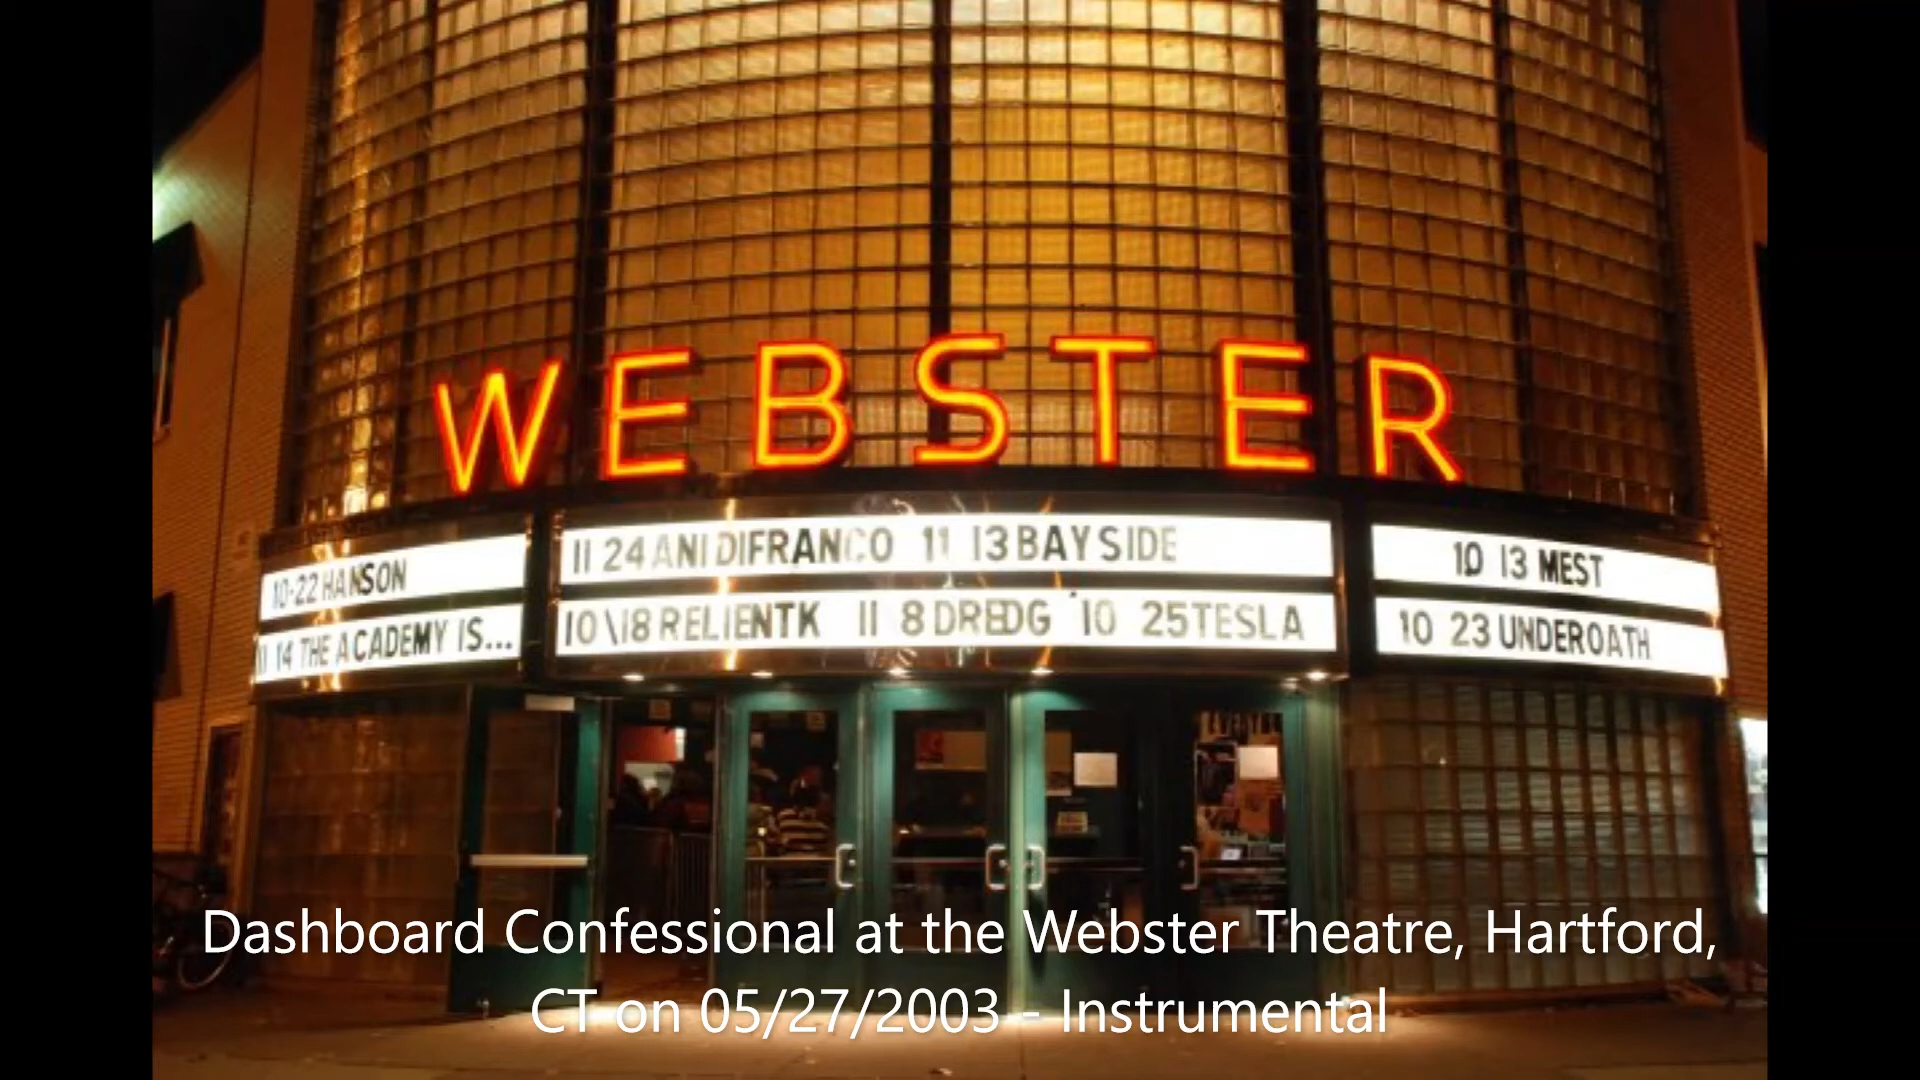 WEBSTER
10-22 HANSON
11 14 THE ACADEMY IS...
11 24 ANI DIFRANCO 11 13 BAYSIDE
10\18 RELIENTK 11 8 DREDG 10 25 TESLA
10 13 MEST
10 23 UNDEROATH
Dashboard Confessional at the Webster Theatre, Hartford,
CT on 05/27/2003 - Instrumental